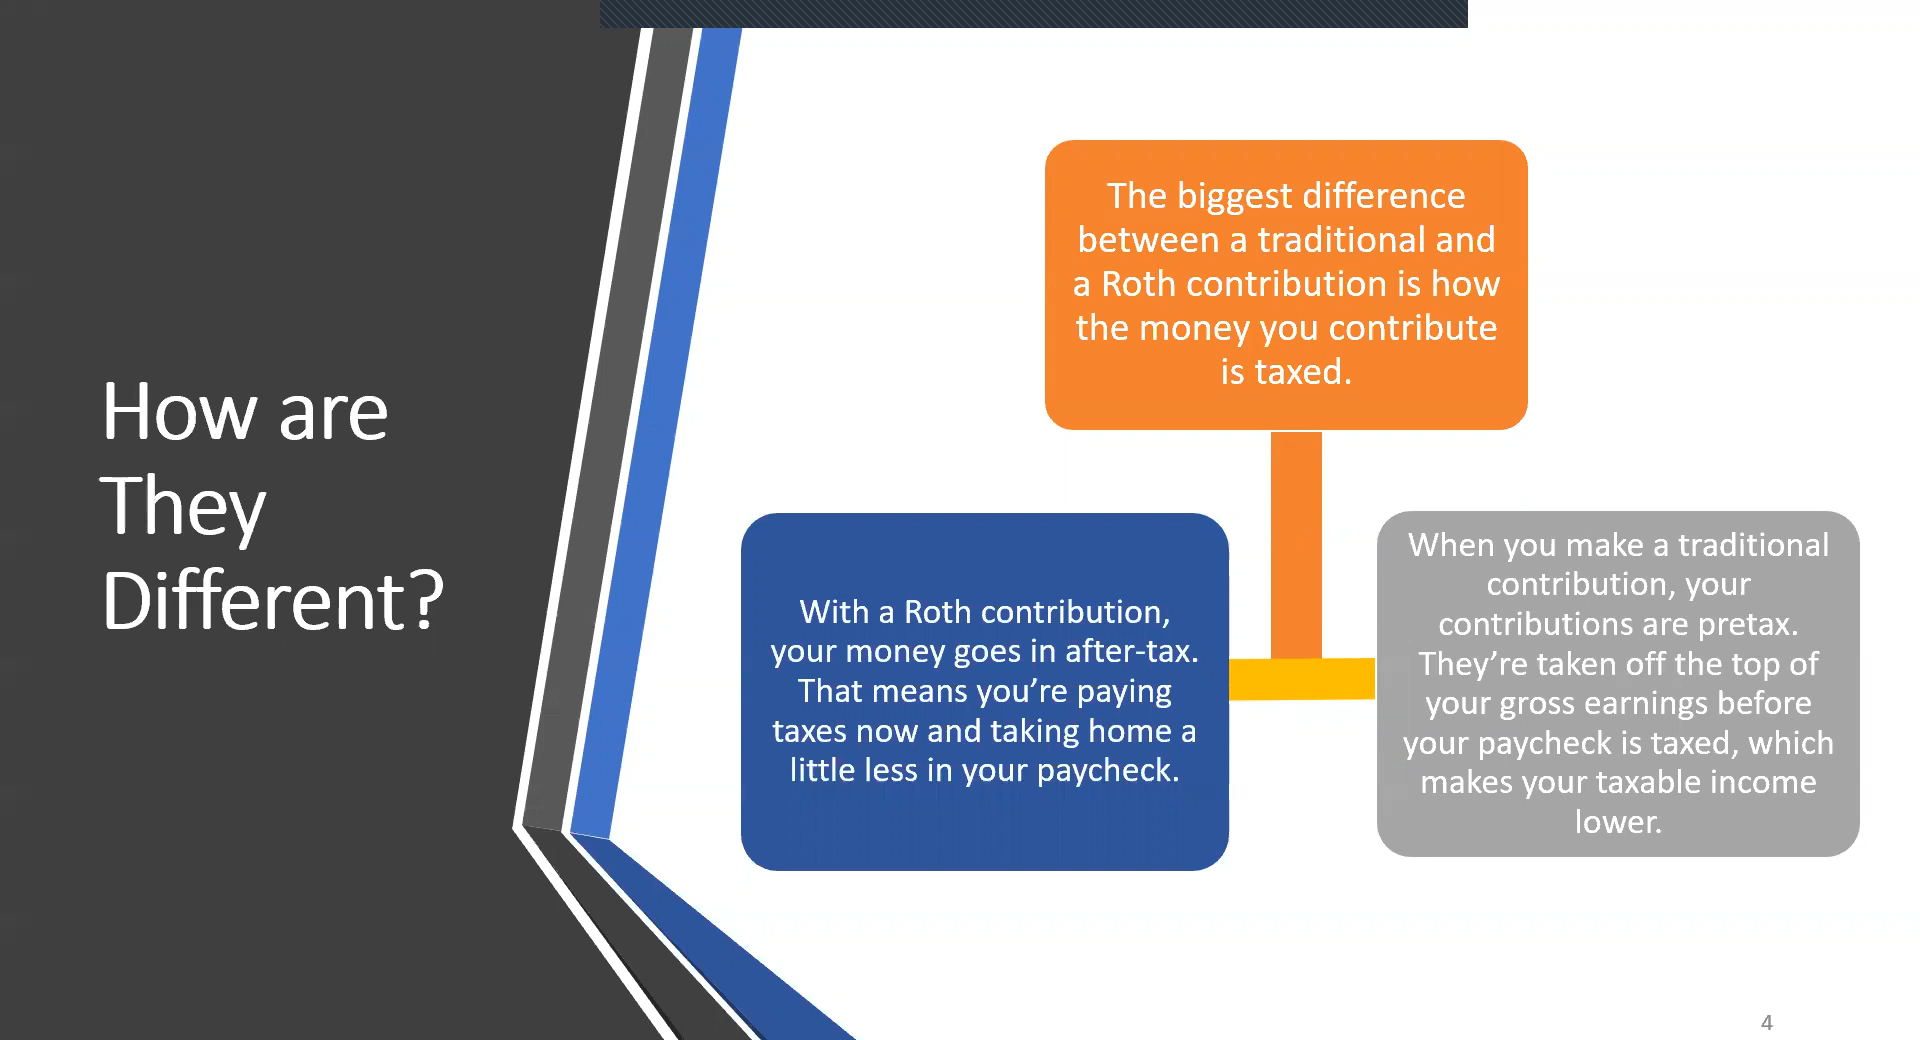 How are
They
Different?
The biggest difference
between a traditional and
a Roth contribution is how
the money you contribute
is taxed.
With a Roth contribution,
your money goes in after-tax.
That means you’re paying
taxes now and taking home a
little less in your paycheck.
When you make a traditional
contribution, your
contributions are pretax.
They’re taken off the top of
your gross earnings before
your paycheck is taxed, which
makes your taxable income
lower.
4